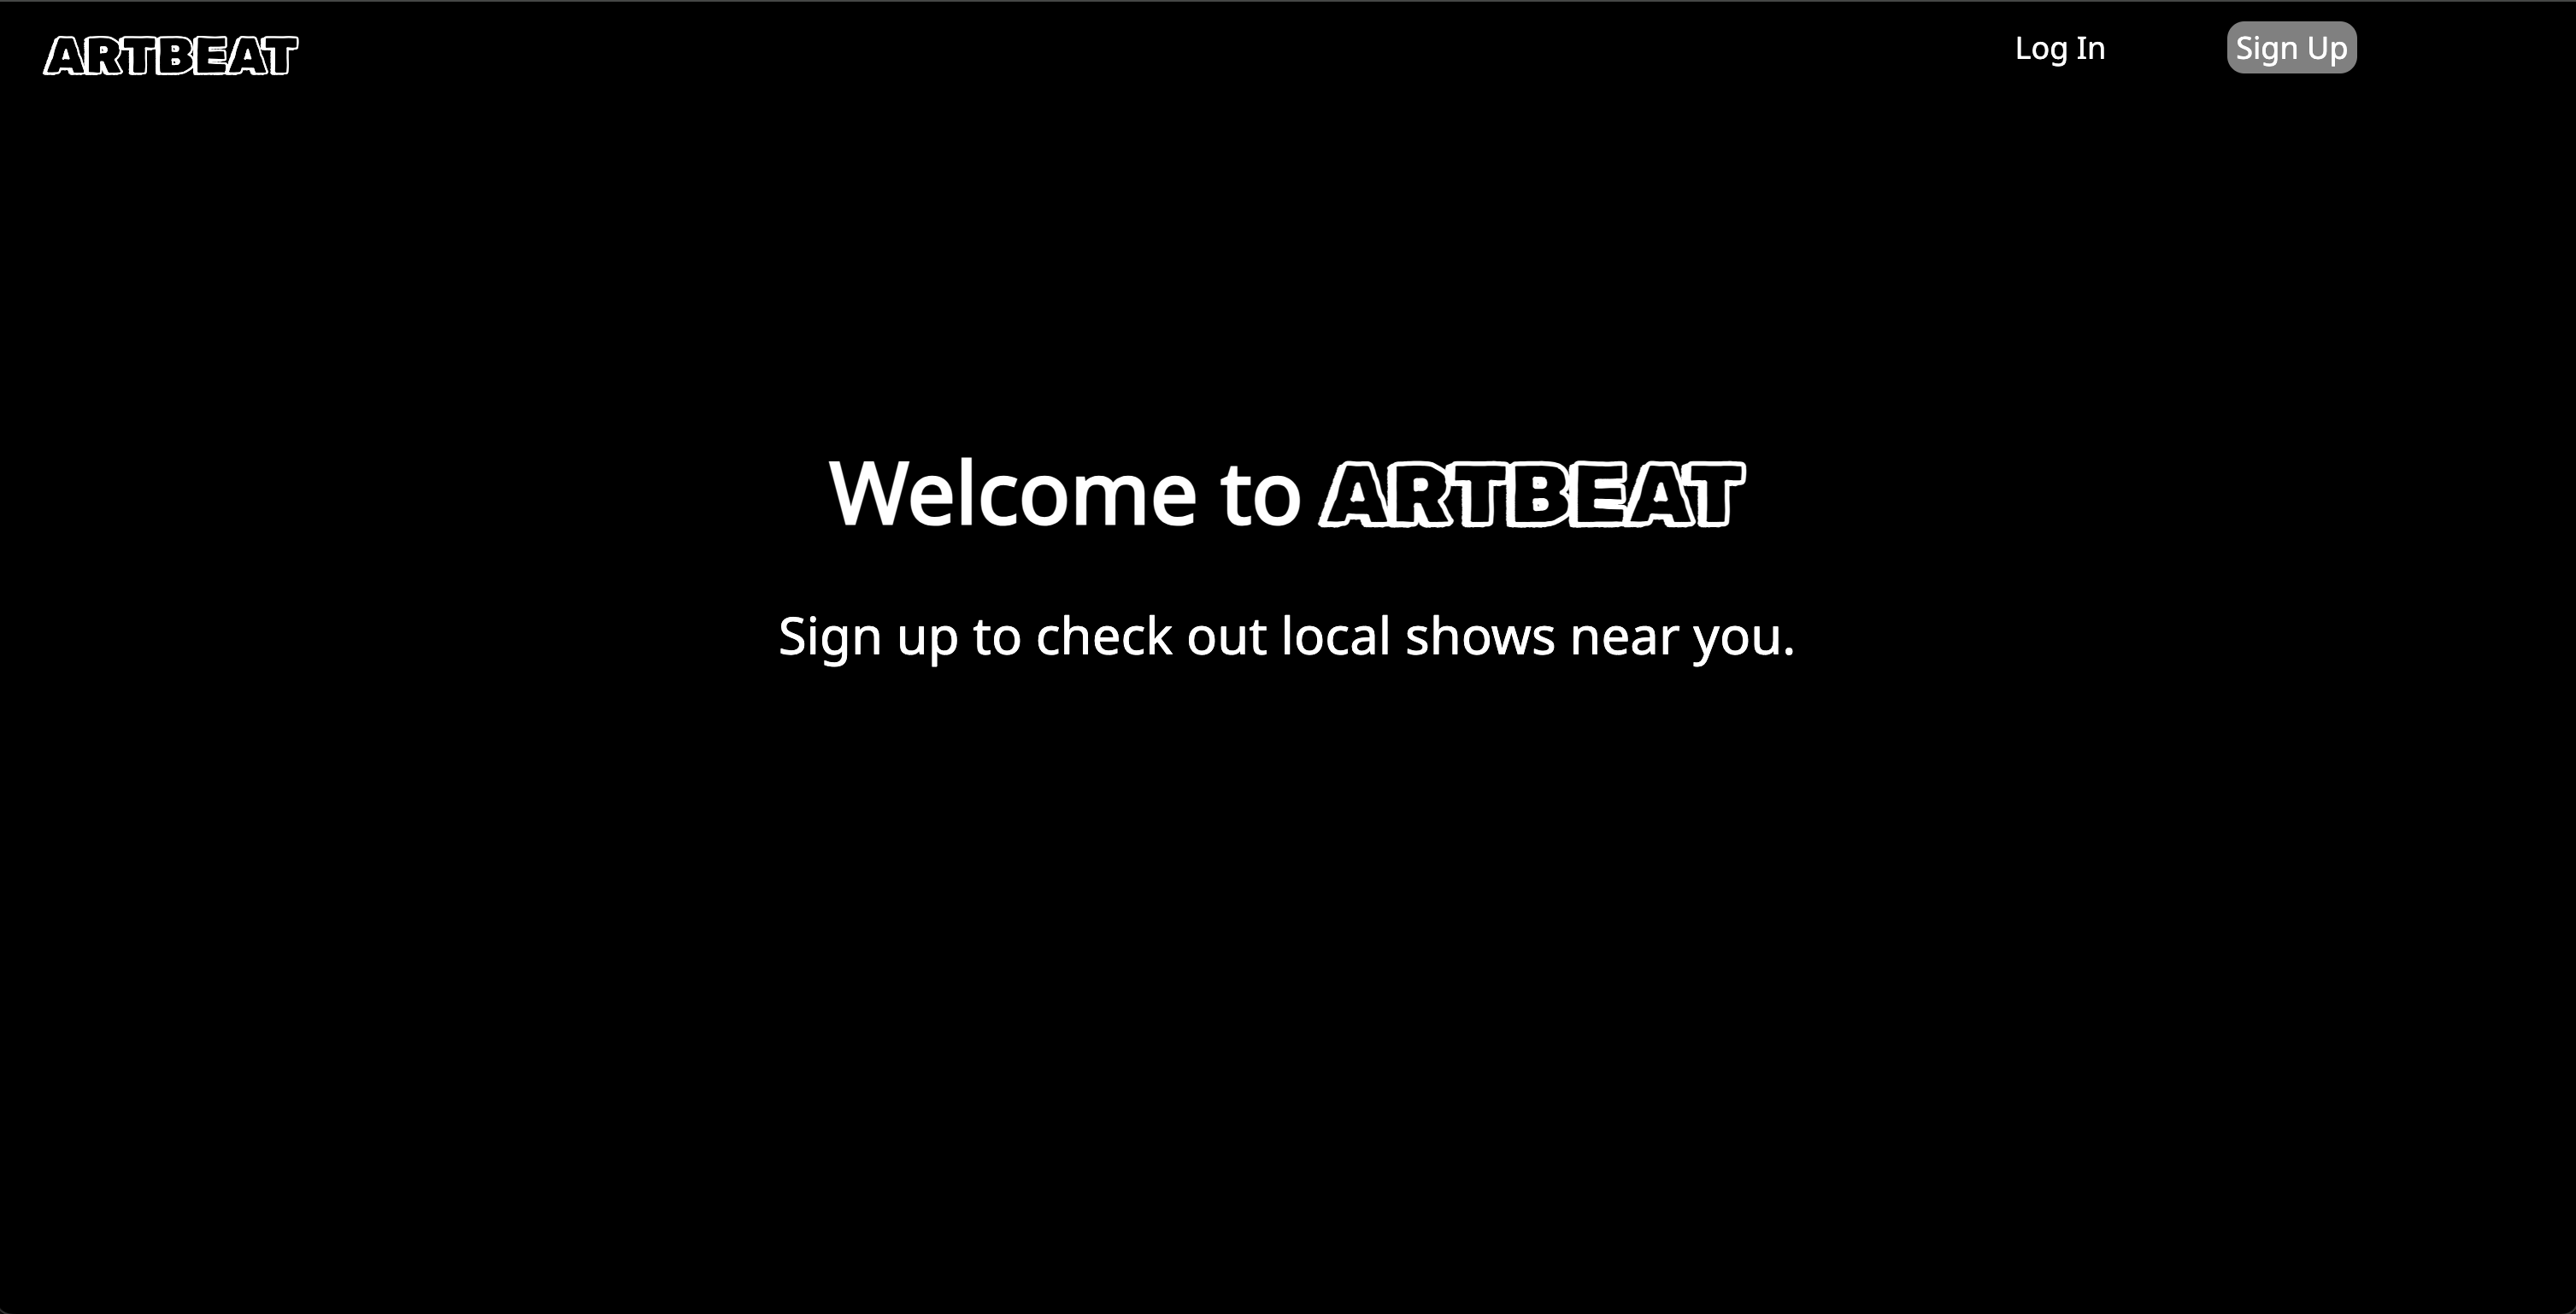 ARTBEAT
Log In
Sign Up
Welcome to ARTBEAT
Sign up to check out local shows near you.